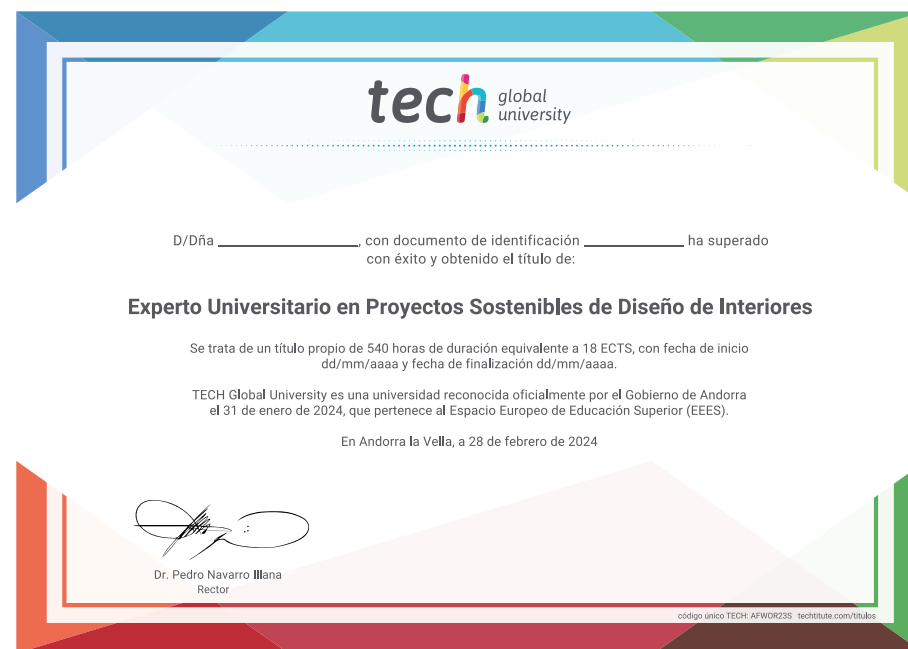 tech global university
D/Dña ______________, con documento de identificación __________ ha superado
con éxito y obtenido el título de:
Experto Universitario en Proyectos Sostenibles de Diseño de Interiores
Se trata de un título propio de 540 horas de duración equivalente a 18 ECTS, con fecha de inicio
dd/mm/aaaa y fecha de finalización dd/mm/aaaa.
TECH Global University es una universidad reconocida oficialmente por el Gobierno de Andorra
el 31 de enero de 2024, que pertenece al Espacio Europeo de Educación Superior (EEES).
En Andorra la Vella, a 28 de febrero de 2024
Dr. Pedro Navarro Illana
Rector
código único TECH: AFWOR23S techtitute.com/titulos